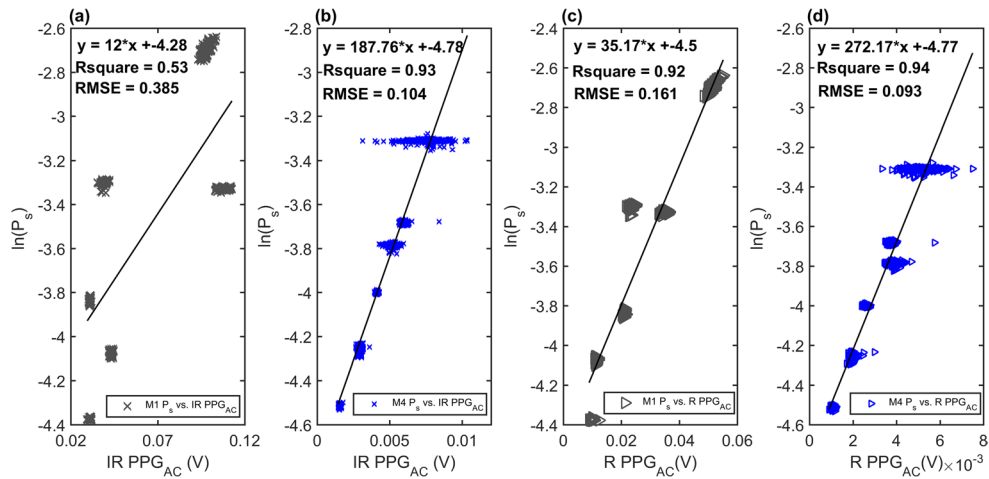 (a)
y = 12*x +-4.28
Rsquare = 0.53
RMSE = 0.385
-2.6
-2.8
-3
-3.2
-3.4
-3.6
-3.8
-4
-4.2
-4.4
ln(Ps)
M1 Ps vs. IR PPGAC
0.02
0.07
0.12
IR PPGAC (V)
(b)
y = 187.76*x +-4.78
Rsquare = 0.93
RMSE = 0.104
-2.8
-3
-3.2
-3.4
-3.6
-3.8
-4
-4.2
-4.4
-4.6
ln(Ps)
M4 Ps vs. IR PPGAC
0
0.005
0.01
IR PPGAC (V)
(c)
y = 35.17*x +-4.5
Rsquare = 0.92
RMSE = 0.161
-2.4
-2.6
-2.8
-3
-3.2
-3.4
-3.6
-3.8
-4
-4.2
-4.4
ln(Ps)
M1 Ps vs. R PPGAC
0
0.02
0.04
0.06
R PPGAC(V)
(d)
y = 272.17*x +-4.77
Rsquare = 0.94
RMSE = 0.093
-2.6
-2.8
-3
-3.2
-3.4
-3.6
-3.8
-4
-4.2
-4.4
-4.6
ln(Ps)
M4 Ps vs. R PPGAC
0
2
4
6
8
R PPGAC(V)×10-3